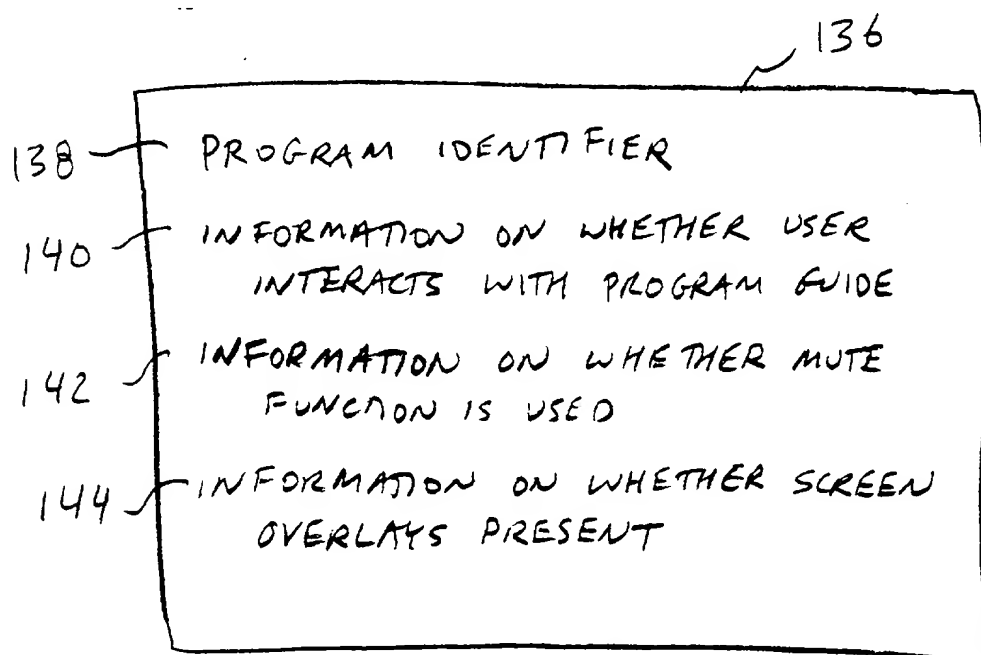 136
138 PROGRAM IDENTIFIER
140 INFORMATION ON WHETHER USER
INTERACTS WITH PROGRAM GUIDE
142 INFORMATION ON WHETHER MUTE
FUNCTION IS USED
144 INFORMATION ON WHETHER SCREEN
OVERLAYS PRESENT